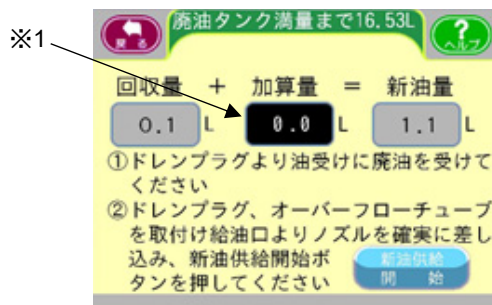 ※1
廃油タンク満量まで16.53L
戻る
?
ヘルプ
回収量 + 加算量 = 新油量
0.1 L 0.0 L 1.1 L
①ドレンプラグより油受けに廃油を受けて
ください
②ドレンプラグ、オーバーフローチューブ
を取付け給油口よりノズルを確実に差し
込み、新油供給開始ボ
タンを押してください
新油供給
開 始